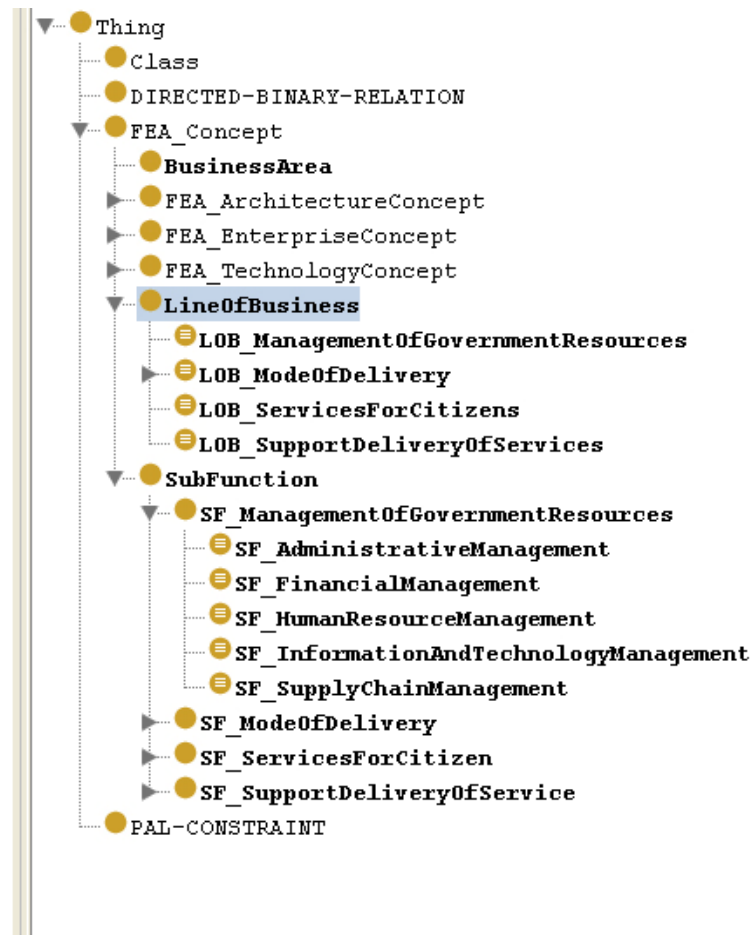 Thing
Class
DIRECTED-BINARY-RELATION
FEA_Concept
BusinessArea
FEA_ArchitectureConcept
FEA_EnterpriseConcept
FEA_TechnologyConcept
LineOfBusiness
LOB_ManagementOfGovernmentResources
LOB_ModeOfDelivery
LOB_ServicesForCitizens
LOB_SupportDeliveryOfServices
SubFunction
SF_ManagementOfGovernmentResources
SF_AdministrativeManagement
SF_FinancialManagement
SF_HumanResourceManagement
SF_InformationAndTechnologyManagement
SF_SupplyChainManagement
SF_ModeOfDelivery
SF_ServicesForCitizen
SF_SupportDeliveryOfService
PAL-CONSTRAINT